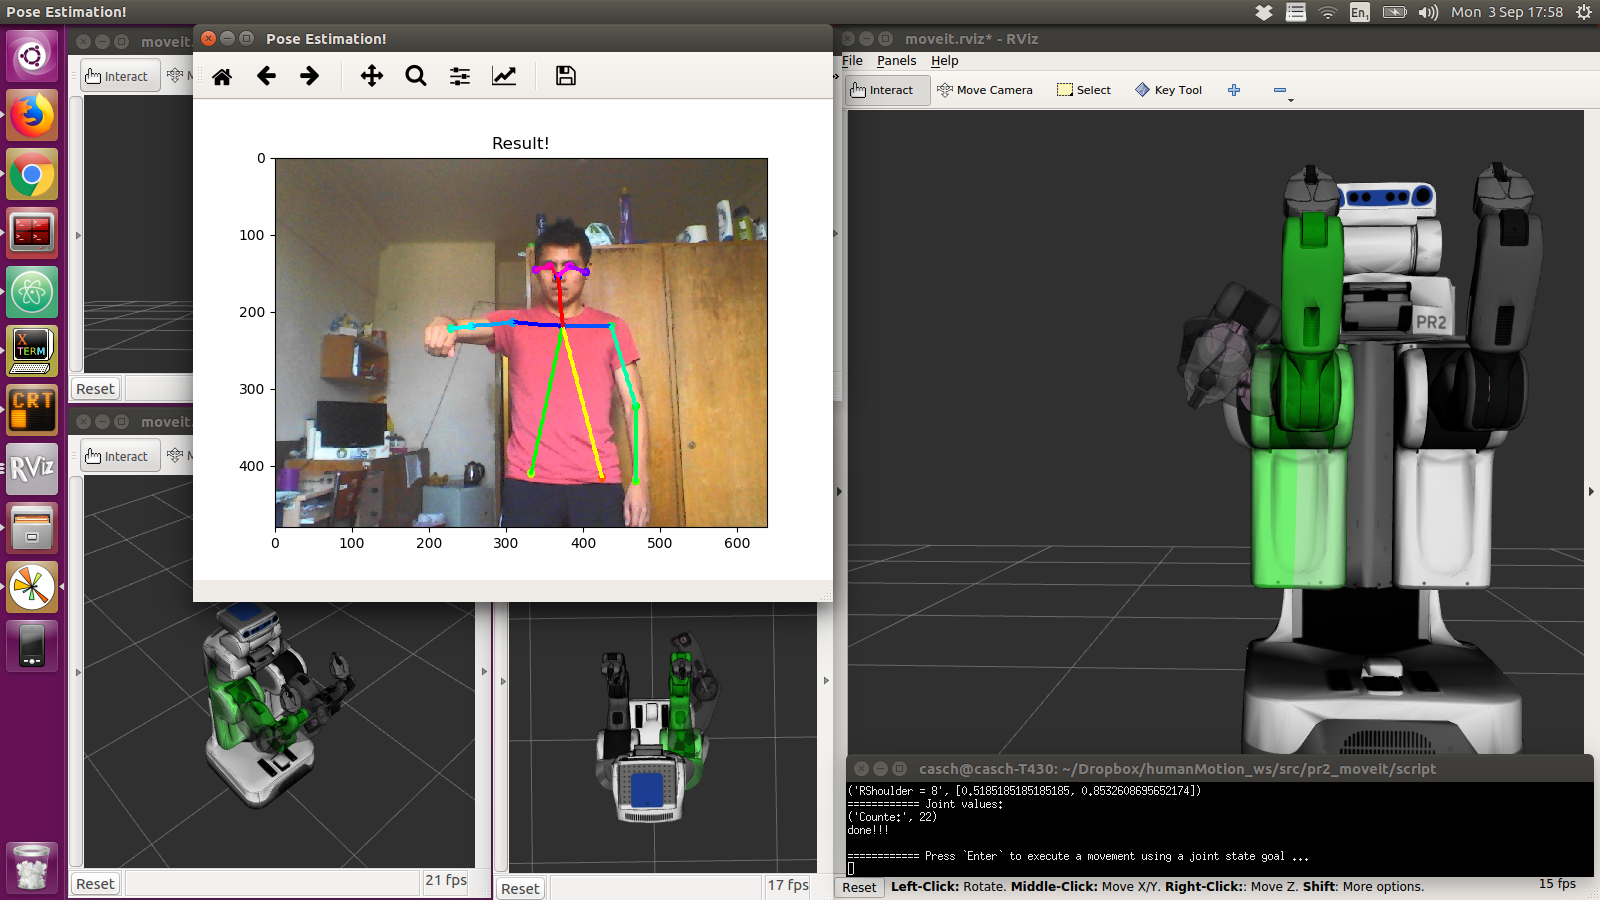 Pose Estimation!
En1
Mon 3 Sep 17:58
moveit.
Pose Estimation!
moveit.rviz* - RViz
File Panels Help
Interact
Interact Move Camera Select Key Tool
Result!
0
100
200
300
400
0 100 200 300 400 500 600
PR2
XTERM
CRT
RViz
Reset
moveit.
Interact
casch@casch-T430: ~/Dropbox/humanMotion_ws/src/pr2_moveit/script
('RShoulder = 8', [0.5185185185185185, 0.8532608695652174])
============ Joint values:
('Counte:', 22)
done!!!
============ Press `Enter` to execute a movement using a joint state goal ...
Reset 21 fps
Reset 17 fps
Reset Left-Click: Rotate. Middle-Click: Move X/Y. Right-Click:: Move Z. Shift: More options. 15 fps